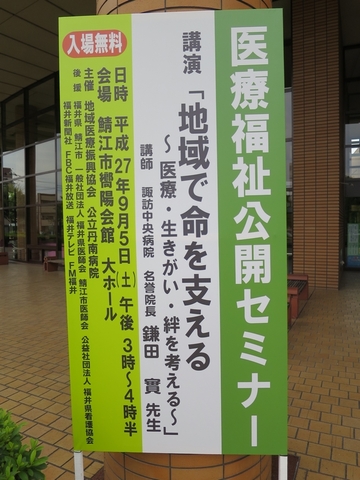 医療福祉公開セミナー
講演「地域で命を支える
～医療・生きがい・絆を考える～」
講師 諏訪中央病院 名誉院長 鎌田 實 先生
入場無料
日時 平成27年9月5日(土)午後3時～4時半
会場 鯖江市嚮陽会館 大ホール
主催 地域医療振興協会 公立丹南病院
後援 福井県 鯖江市 一般社団法人 福井県医師会 鯖江市医師会 公益社団法人 福井県看護協会
福井新聞社 FBC福井放送 福井テレビ FM福井